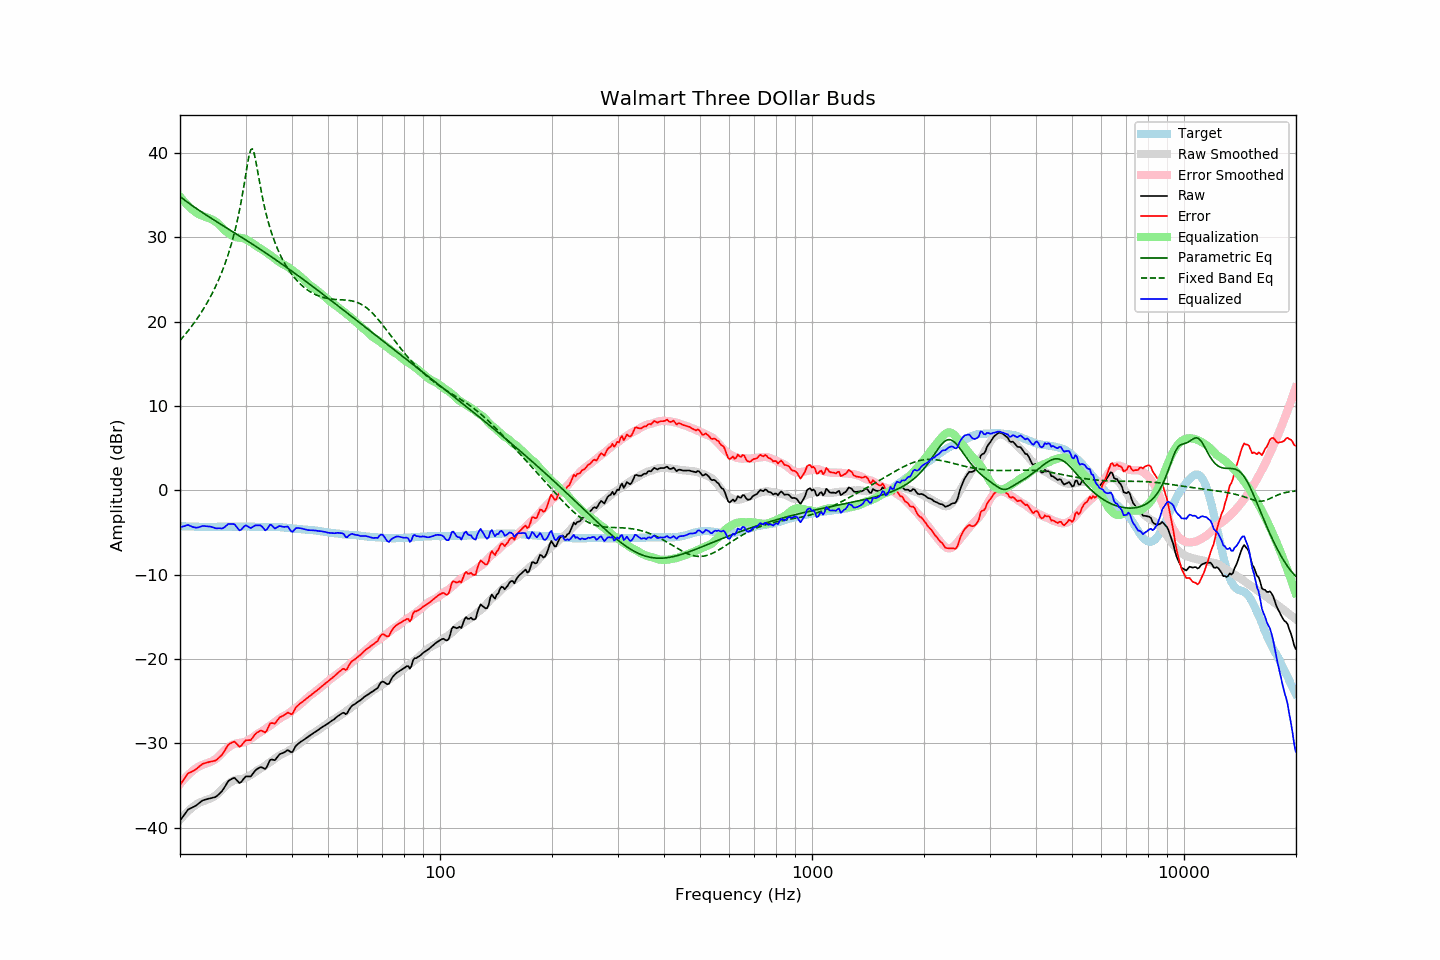 Walmart Three DOllar Buds
Target
Raw Smoothed
Error Smoothed
Raw
Error
Equalization
Parametric Eq
Fixed Band Eq
Equalized
Amplitude (dBr)
40
30
20
10
0
−10
−20
−30
−40
100 1000 10000
Frequency (Hz)